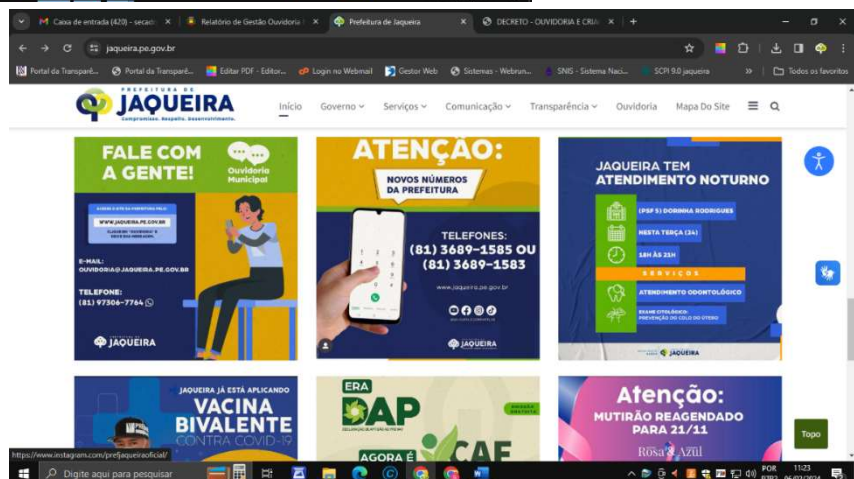 Caixa de entrada (420) - secad
Relatório de Gestão Ouvidoria
Prefeitura de Jaqueira
DECRETO - OUVIDORIA E CRIA
jaqueira.pe.gov.br
Portal da Transparê...
Portal da Transparê...
Editar PDF - Editor...
Login no Webmail
Gestor Web
Sistemas - Webrun...
SNIS - Sistema Naci...
SCPI 9.0 jaqueira
Todos os favoritos
PREFEITURA DE
JAQUEIRA
Compromisso. Respeito. Desenvolvimento.
Início
Governo
Serviços
Comunicação
Transparência
Ouvidoria
Mapa Do Site
FALE COM
A GENTE!
Ouvidoria
Municipal
WWW.JAQUEIRA.PE.GOV.BR
E-MAIL:
OUVIDORIA@JAQUEIRA.PE.GOV.BR
TELEFONE:
(81) 97306-7764
JAQUEIRA
ATENÇÃO:
NOVOS NÚMEROS
DA PREFEITURA
TELEFONES:
(81) 3689-1585 OU
(81) 3689-1583
www.jaqueira.pe.gov.br
JAQUEIRA
JAQUEIRA TEM
ATENDIMENTO NOTURNO
(PSF 5) DORINHA RODRIGUES
NESTA TERÇA (24)
18H ÀS 21H
SERVIÇOS
ATENDIMENTO ODONTOLÓGICO
EXAME CITOLÓGICO:
PREVENÇÃO DO COLO DO ÚTERO
JAQUEIRA
JAQUEIRA JÁ ESTÁ APLICANDO
VACINA
BIVALENTE
CONTRA COVID-19
ERA
DAP
AGORA É
CAF
Atenção:
MUTIRÃO REAGENDADO
PARA 21/11
Rosa & Azul
Topo
https://www.instagram.com/prefjaqueiraoficial/
Digite aqui para pesquisar
POR
11:23
PTB2
06/03/2024